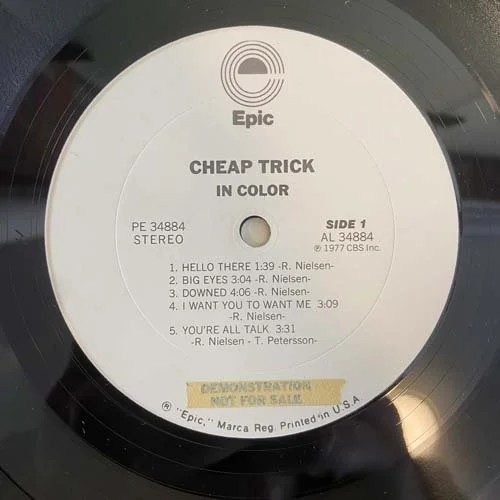 Epic
CHEAP TRICK
IN COLOR
PE 34884
STEREO
SIDE 1
AL 34884
℗ 1977 CBS Inc.
1. HELLO THERE 1:39 -R. Nielsen-
2. BIG EYES 3:04 -R. Nielsen-
3. DOWNED 4:06 -R. Nielsen-
4. I WANT YOU TO WANT ME 3:09
-R. Nielsen-
5. YOU'RE ALL TALK 3:31
-R. Nielsen - T. Petersson-
DEMONSTRATION
NOT FOR SALE
® "Epic," Marca Reg. Printed in U.S.A.